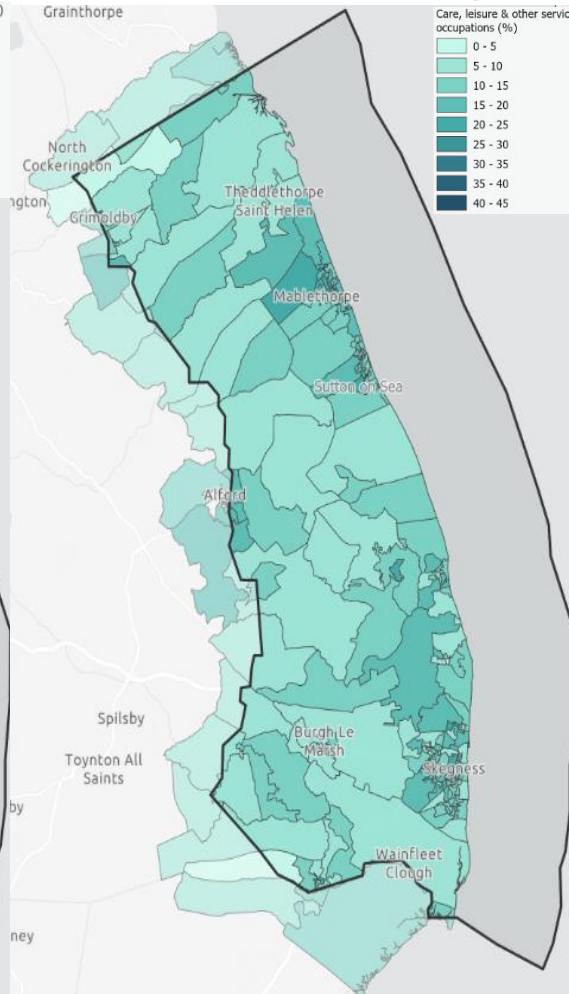 Grainthorpe
Care, leisure & other servic
occupations (%)
0 - 5
5 - 10
10 - 15
15 - 20
20 - 25
25 - 30
30 - 35
35 - 40
40 - 45
North
Cockerington
ngton
Grimoldby
Theddlethorpe
Saint Helen
Mablethorpe
Sutton on Sea
Alford
Spilsby
Toynton All
Saints
by
Burgh Le
Marsh
Skegness
Wainfleet
Clough
ney